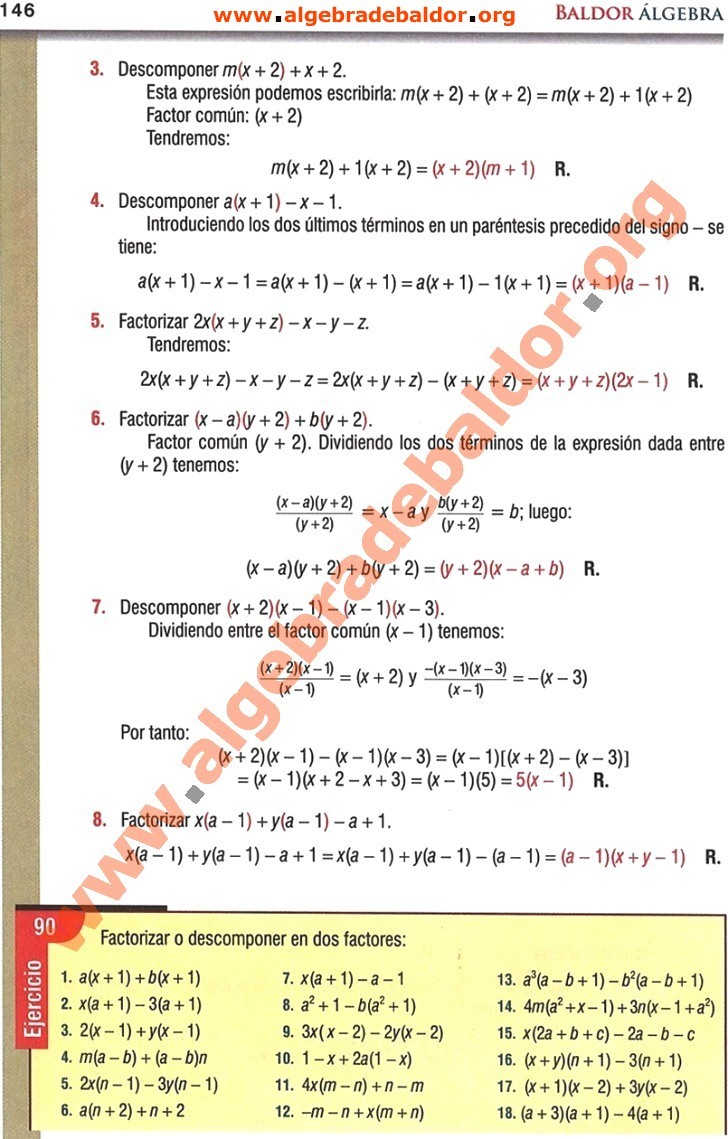 146
www.algebradebaldor.org
BALDOR ÁLGEBRA
3. Descomponer m(x + 2) + x + 2.
Esta expresión podemos escribirla: m(x + 2) + (x + 2) = m(x + 2) + 1(x + 2)
Factor común: (x + 2)
Tendremos:
m(x + 2) + 1(x + 2) = (x + 2)(m + 1) R.
4. Descomponer a(x + 1) – x – 1.
Introduciendo los dos últimos términos en un paréntesis precedido del signo – se
tiene:
a(x + 1) – x – 1 = a(x + 1) – (x + 1) = a(x + 1) – 1(x + 1) = (x + 1)(a – 1) R.
5. Factorizar 2x(x + y + z) – x – y – z.
Tendremos:
2x(x + y + z) – x – y – z = 2x(x + y + z) – (x + y + z) = (x + y + z)(2x – 1) R.
6. Factorizar (x – a)(y + 2) + b(y + 2).
Factor común (y + 2). Dividiendo los dos términos de la expresión dada entre
(y + 2) tenemos:
(x – a)(y + 2)/(y + 2) = x – a y b(y + 2)/(y + 2) = b; luego:
(x – a)(y + 2) + b(y + 2) = (y + 2)(x – a + b) R.
7. Descomponer (x + 2)(x – 1) – (x – 1)(x – 3).
Dividiendo entre el factor común (x – 1) tenemos:
(x + 2)(x – 1)/(x – 1) = (x + 2) y –(x – 1)(x – 3)/(x – 1) = –(x – 3)
Por tanto:
(x + 2)(x – 1) – (x – 1)(x – 3) = (x – 1)[(x + 2) – (x – 3)]
= (x – 1)(x + 2 – x + 3) = (x – 1)(5) = 5(x – 1) R.
8. Factorizar x(a – 1) + y(a – 1) – a + 1.
x(a – 1) + y(a – 1) – a + 1 = x(a – 1) + y(a – 1) – (a – 1) = (a – 1)(x + y – 1) R.
www.algebradebaldor.org
Ejercicio 90
Factorizar o descomponer en dos factores:
1. a(x + 1) + b(x + 1)
2. x(a + 1) – 3(a + 1)
3. 2(x – 1) + y(x – 1)
4. m(a – b) + (a – b)n
5. 2x(n – 1) – 3y(n – 1)
6. a(n + 2) + n + 2
7. x(a + 1) – a – 1
8. a² + 1 – b(a² + 1)
9. 3x( x – 2) – 2y(x – 2)
10. 1 – x + 2a(1 – x)
11. 4x(m – n) + n – m
12. –m – n + x(m + n)
13. a³(a – b + 1) – b²(a – b + 1)
14. 4m(a² + x – 1) + 3n(x – 1 + a²)
15. x(2a + b + c) – 2a – b – c
16. (x + y)(n + 1) – 3(n + 1)
17. (x + 1)(x – 2) + 3y(x – 2)
18. (a + 3)(a + 1) – 4(a + 1)